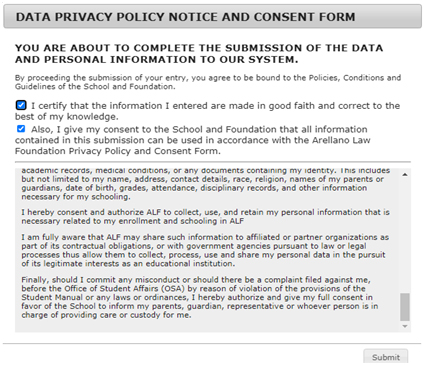 DATA PRIVACY POLICY NOTICE AND CONSENT FORM
YOU ARE ABOUT TO COMPLETE THE SUBMISSION OF THE DATA
AND PERSONAL INFORMATION TO OUR SYSTEM.
By proceeding the submission of your entry, you agree to be bound to the Policies, Conditions and
Guidelines of the School and Foundation.
I certify that the information I entered are made in good faith and correct to the
best of my knowledge.
Also, I give my consent to the School and Foundation that all information
contained in this submission can be used in accordance with the Arellano Law
Foundation Privacy Policy and Consent Form.
academic records, medical conditions, or any documents containing my identity. This includes
but not limited to my name, address, contact details, race, religion, names of my parents or
guardians, date of birth, grades, attendance, disciplinary records, and other information
necessary for my schooling.
I hereby consent and authorize ALF to collect, use, and retain my personal information that is
necessary related to my enrollment and schooling in ALF
I am fully aware that ALF may share such information to affiliated or partner organizations as
part of its contractual obligations, or with government agencies pursuant to law or legal
processes thus allow them to collect, process, use and share my personal data in the pursuit
of its legitimate interests as an educational institution.
Finally, should I commit any misconduct or should there be a complaint filed against me,
before the Office of Student Affairs (OSA) by reason of violation of the provisions of the
Student Manual or any laws or ordinances, I hereby authorize and give my full consent in
favor of the School to inform my parents, guardian, representative or whoever person is in
charge of providing care or custody for me.
Submit